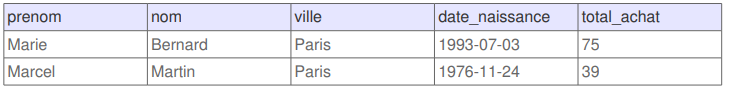 prenom nom ville date_naissance total_achat
Marie Bernard Paris 1993-07-03 75
Marcel Martin Paris 1976-11-24 39